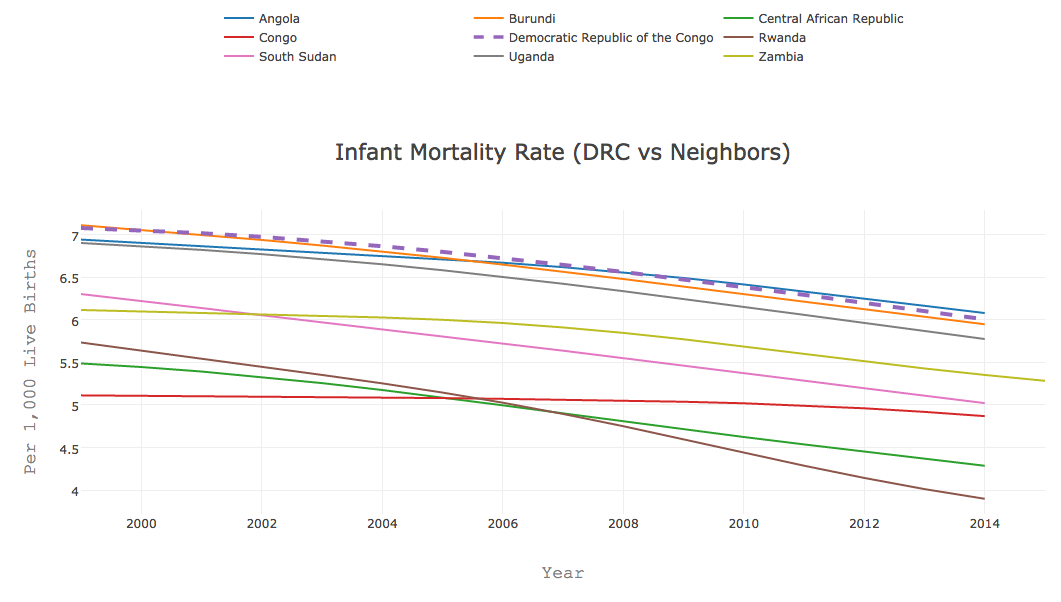 Angola Burundi Central African Republic
Congo Democratic Republic of the Congo Rwanda
South Sudan Uganda Zambia
Infant Mortality Rate (DRC vs Neighbors)
Per 1,000 Live Births
7
6.5
6
5.5
5
4.5
4
2000 2002 2004 2006 2008 2010 2012 2014
Year